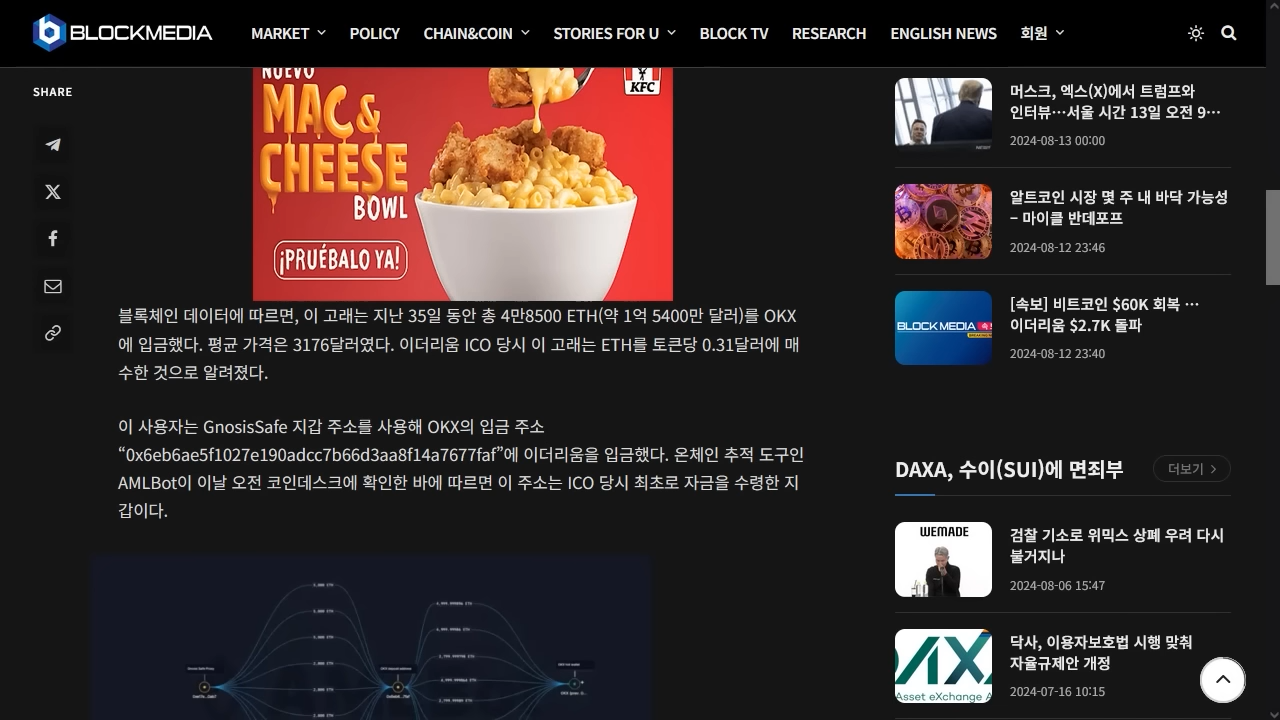 BLOCKMEDIA
MARKET
POLICY
CHAIN&COIN
STORIES FOR U
BLOCK TV
RESEARCH
ENGLISH NEWS
회원
SHARE
NUEVO
MAC &
CHEESE
BOWL
¡PRUÉBALO YA!
KFC
블록체인 데이터에 따르면, 이 고래는 지난 35일 동안 총 4만8500 ETH(약 1억 5400만 달러)를 OKX
에 입금했다. 평균 가격은 3176달러였다. 이더리움 ICO 당시 이 고래는 ETH를 토큰당 0.31달러에 매
수한 것으로 알려졌다.
이 사용자는 GnosisSafe 지갑 주소를 사용해 OKX의 입금 주소
“0x6eb6ae5f1027e190adcc7b66d3aa8f14a7677faf”에 이더리움을 입금했다. 온체인 추적 도구인
AMLBot이 이날 오전 코인데스크에 확인한 바에 따르면 이 주소는 ICO 당시 최초로 자금을 수령한 지
갑이다.
머스크, 엑스(X)에서 트럼프와
인터뷰…서울 시간 13일 오전 9…
2024-08-13 00:00
알트코인 시장 몇 주 내 바닥 가능성
– 마이클 반데포프
2024-08-12 23:46
BLOCK MEDIA
[속보] 비트코인 $60K 회복 …
이더리움 $2.7K 돌파
2024-08-12 23:40
DAXA, 수이(SUI)에 면죄부
더보기
WEMADE
검찰 기소로 위믹스 상폐 우려 다시
불거지나
2024-08-06 15:47
Asset eXchange A
닥사, 이용자보호법 시행 맞춰
자율규제안 개정
2024-07-16 10:15